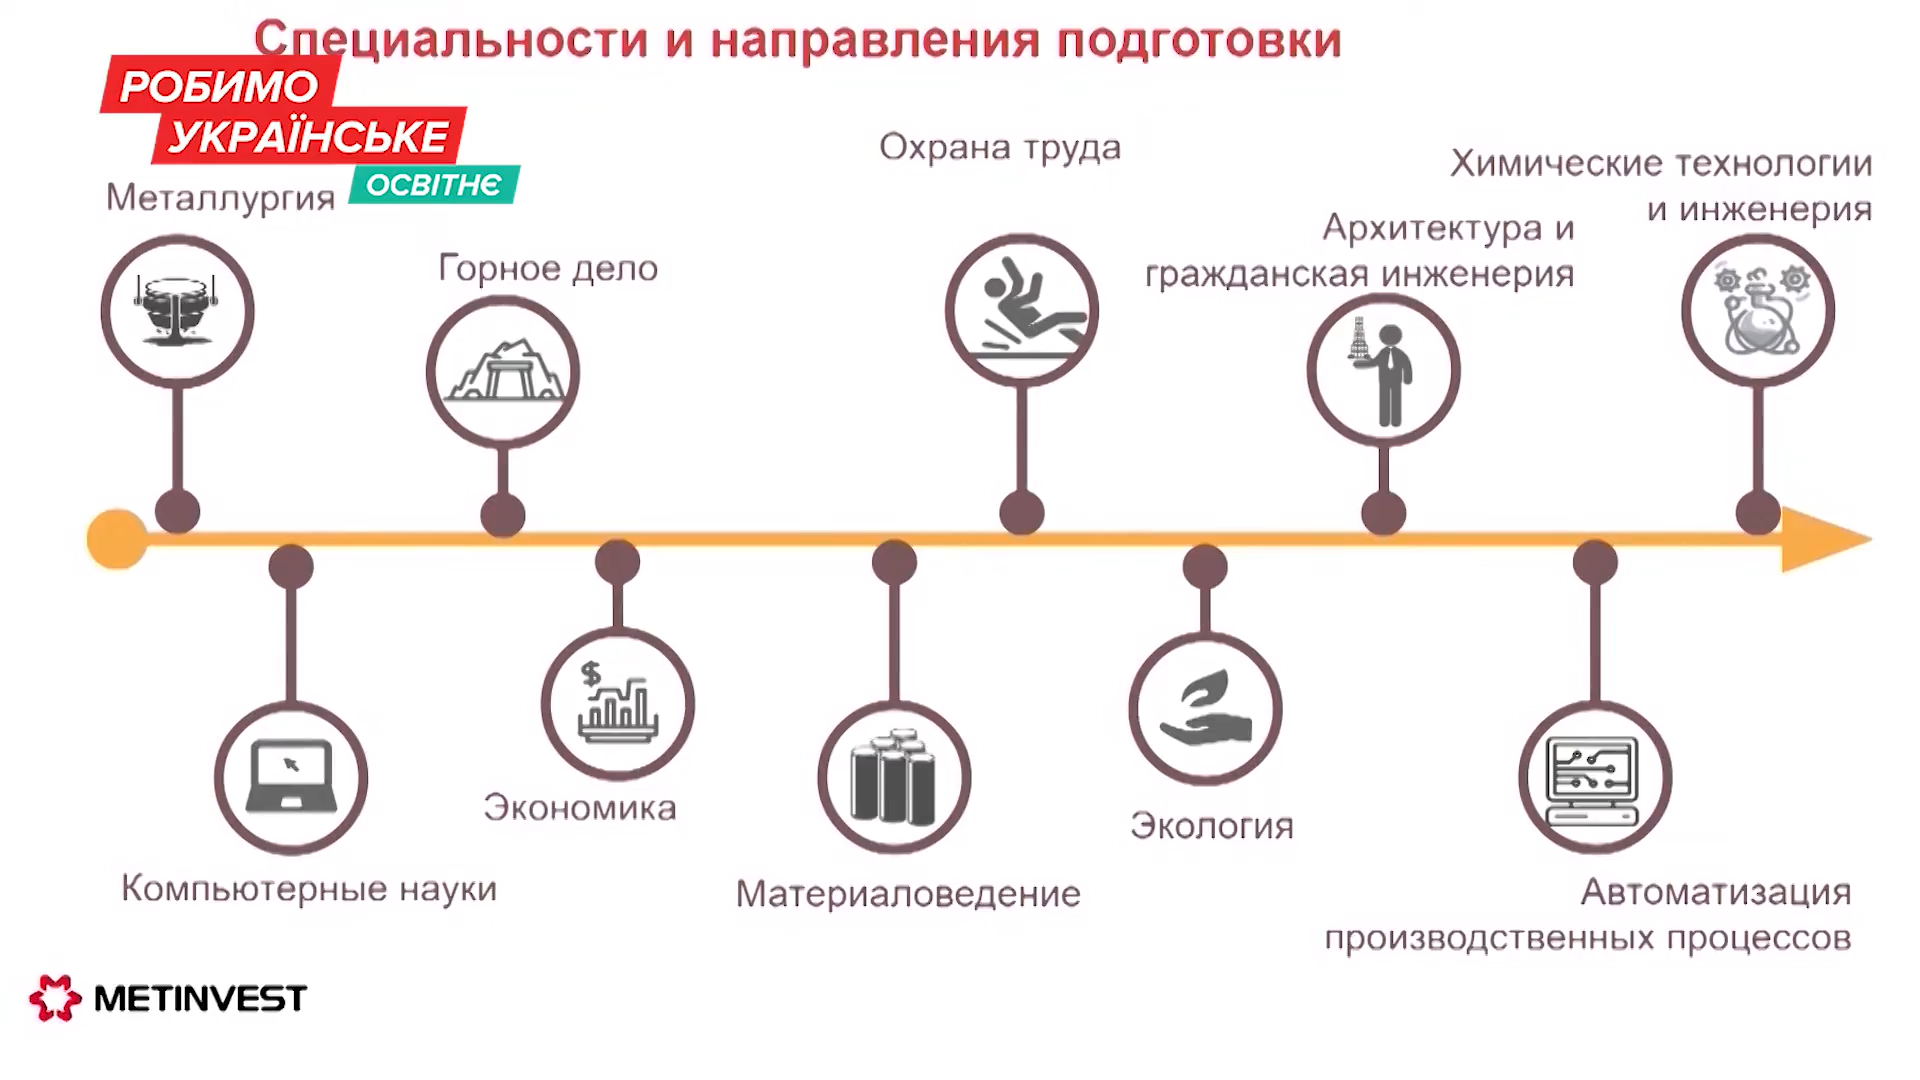 Специальности и направления подготовки
РОБИМО
УКРАЇНСЬКЕ
ОСВІТНЄ
Металлургия
Горное дело
Охрана труда
Архитектура и
гражданская инженерия
Химические технологии
и инженерия
$
Компьютерные науки
Экономика
Материаловедение
Экология
Автоматизация
производственных процессов
METINVEST